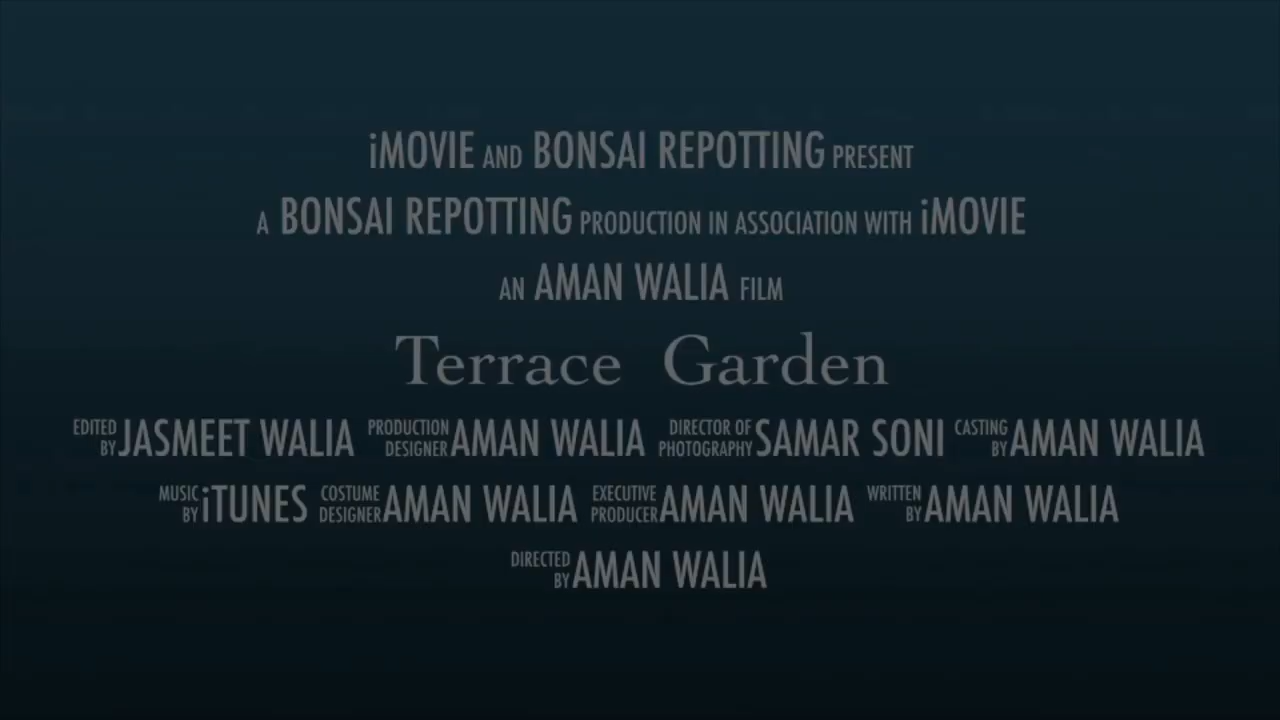 iMOVIE AND BONSAI REPOTTING PRESENT
A BONSAI REPOTTING PRODUCTION IN ASSOCIATION WITH iMOVIE
AN AMAN WALIA FILM
Terrace Garden
EDITED BY JASMEET WALIA PRODUCTION DESIGNER AMAN WALIA DIRECTOR OF PHOTOGRAPHY SAMAR SONI CASTING BY AMAN WALIA
MUSIC BY iTUNES COSTUME DESIGNER AMAN WALIA EXECUTIVE PRODUCER AMAN WALIA WRITTEN BY AMAN WALIA
DIRECTED BY AMAN WALIA